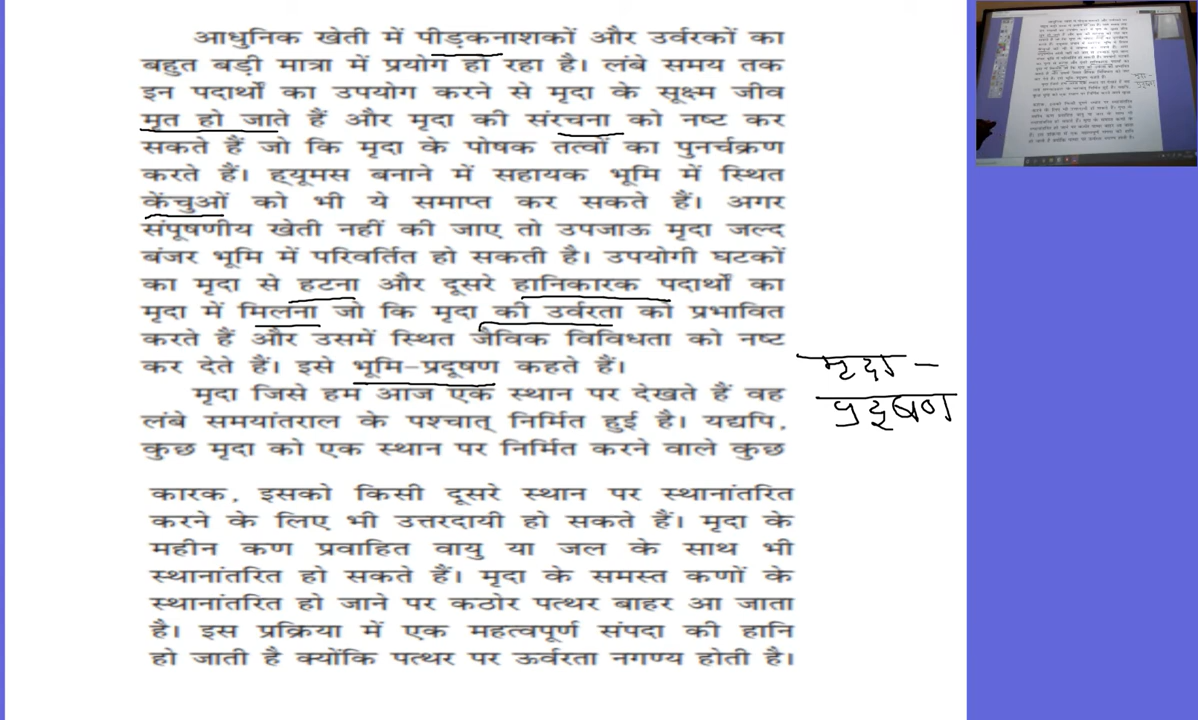 आधुनिक खेती में पीड़कनाशकों और उर्वरकों का
बहुत बड़ी मात्रा में प्रयोग हो रहा है। लंबे समय तक
इन पदार्थों का उपयोग करने से मृदा के सूक्ष्म जीव
मृत हो जाते हैं और मृदा की संरचना को नष्ट कर
सकते हैं जो कि मृदा के पोषक तत्वों का पुनर्चक्रण
करते हैं। ह्यूमस बनाने में सहायक भूमि में स्थित
केंचुओं को भी ये समाप्त कर सकते हैं। अगर
संपूषणीय खेती नहीं की जाए तो उपजाऊ मृदा जल्द
बंजर भूमि में परिवर्तित हो सकती है। उपयोगी घटकों
का मृदा से हटना और दूसरे हानिकारक पदार्थों का
मृदा में मिलना जो कि मृदा की उर्वरता को प्रभावित
करते हैं और उसमें स्थित जैविक विविधता को नष्ट
कर देते हैं। इसे भूमि-प्रदूषण कहते हैं।
मृदा जिसे हम आज एक स्थान पर देखते हैं वह
लंबे समयांतराल के पश्चात् निर्मित हुई है। यद्यपि,
कुछ मृदा को एक स्थान पर निर्मित करने वाले कुछ
कारक, इसको किसी दूसरे स्थान पर स्थानांतरित
करने के लिए भी उत्तरदायी हो सकते हैं। मृदा के
महीन कण प्रवाहित वायु या जल के साथ भी
स्थानांतरित हो सकते हैं। मृदा के समस्त कणों के
स्थानांतरित हो जाने पर कठोर पत्थर बाहर आ जाता
है। इस प्रक्रिया में एक महत्वपूर्ण संपदा की हानि
हो जाती है क्योंकि पत्थर पर ऊर्वरता नगण्य होती है।
मृदा -
प्रदूषण